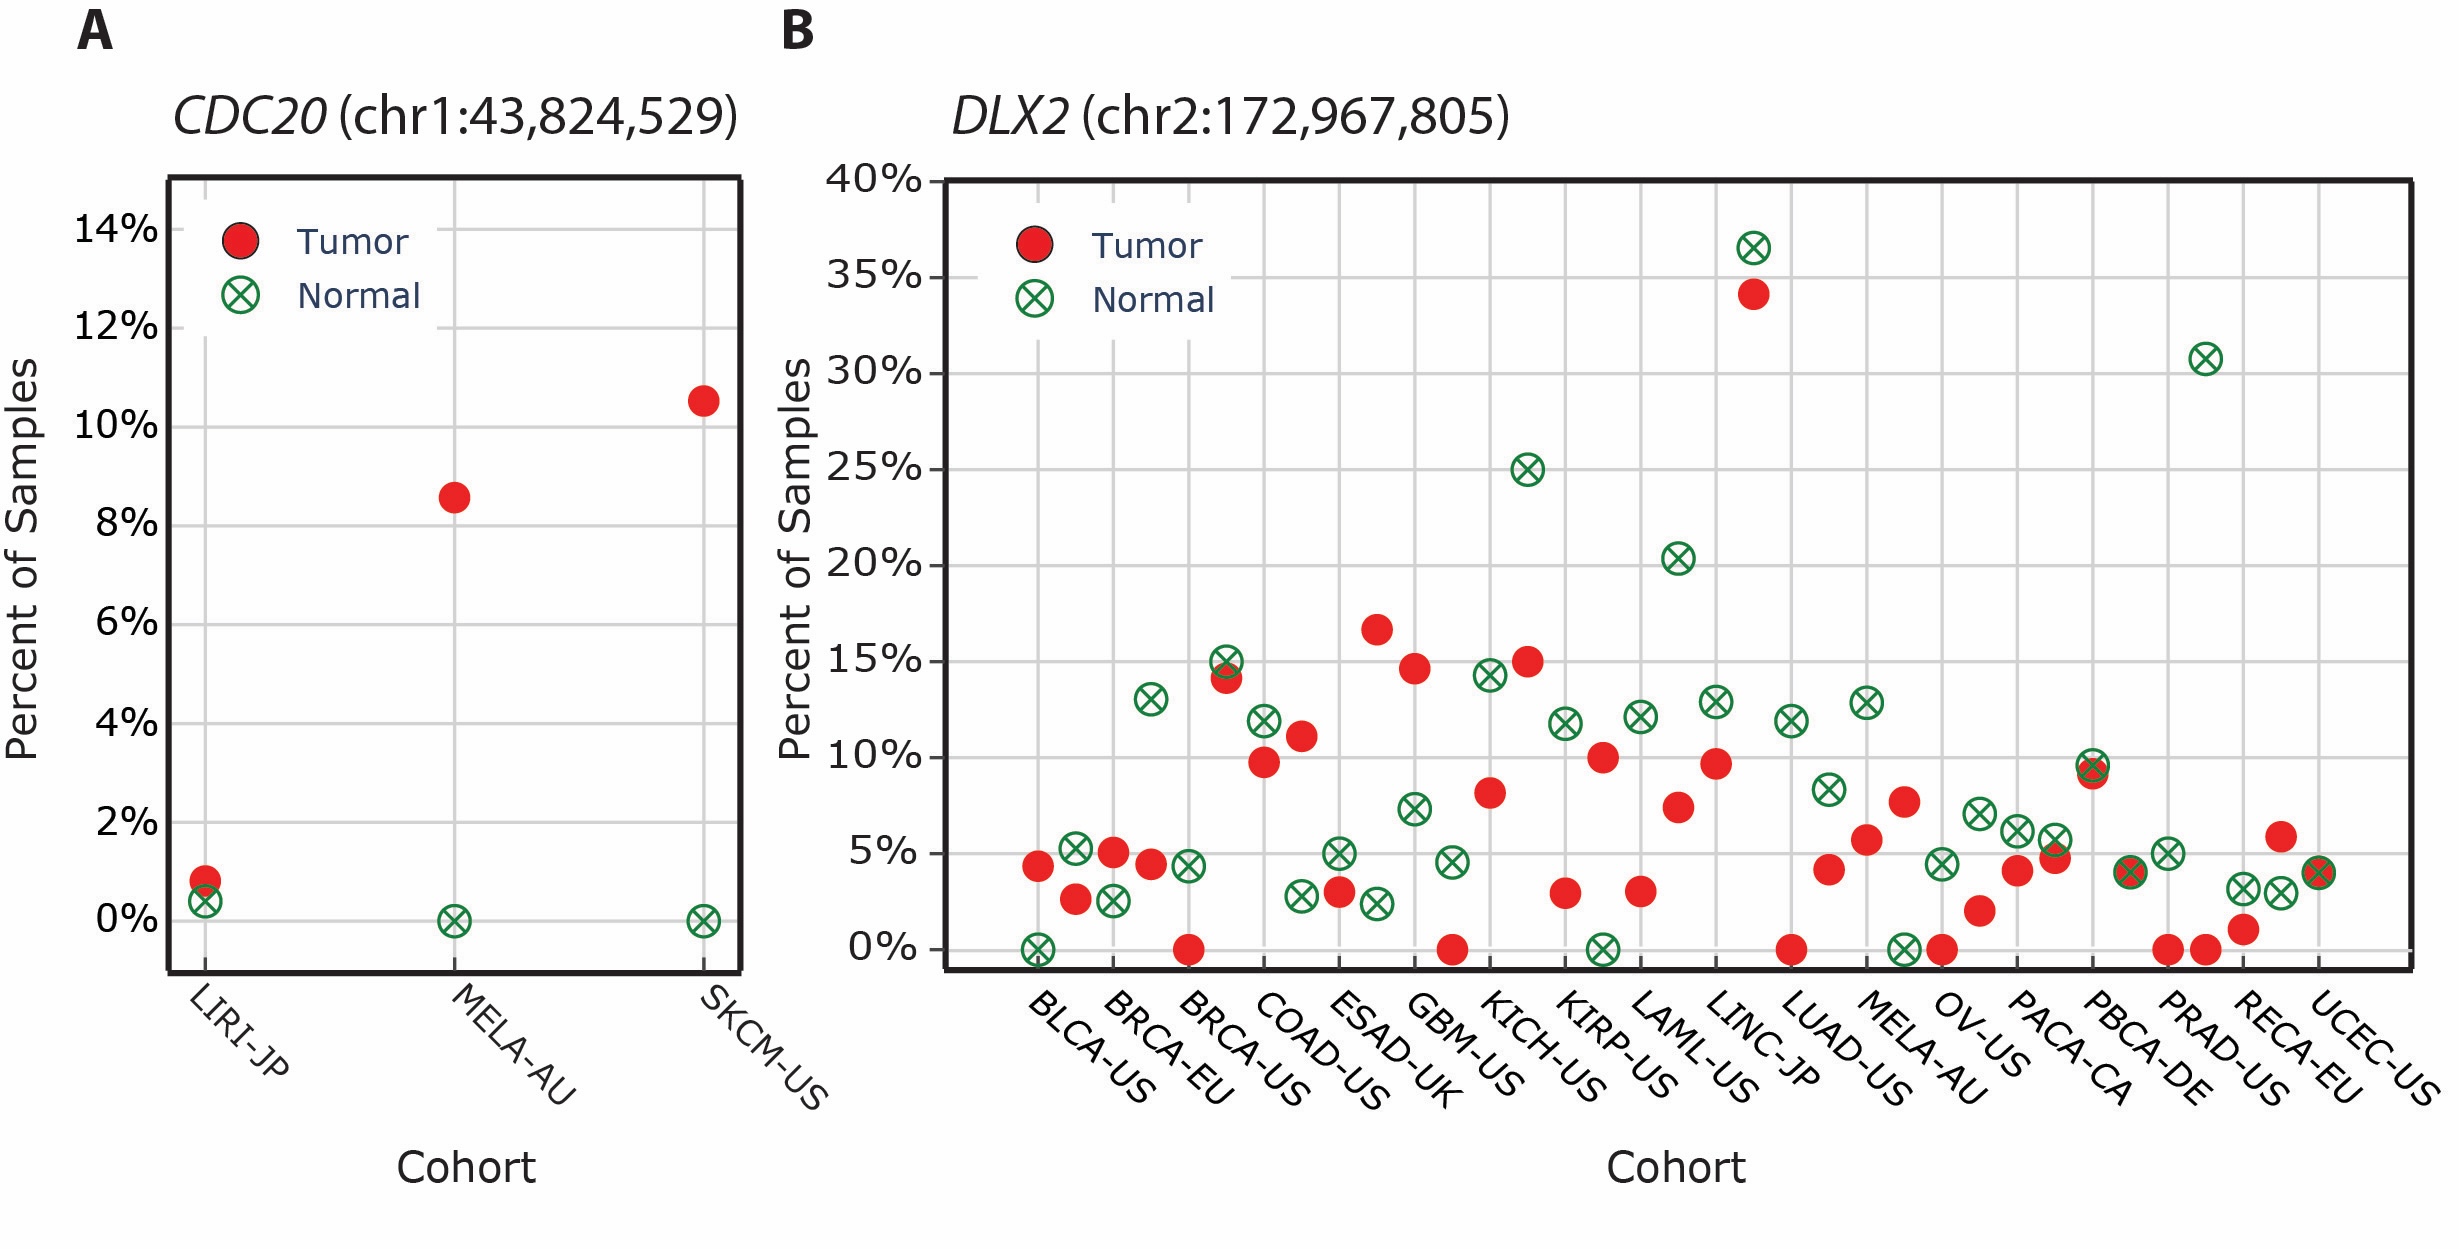 A
CDC20 (chr1:43,824,529)
Percent of Samples
14%
12%
10%
8%
6%
4%
2%
0%
Tumor
Normal
LIRI-JP
MELA-AU
SKCM-US
Cohort
B
DLX2 (chr2:172,967,805)
Percent of Samples
40%
35%
30%
25%
20%
15%
10%
5%
0%
Tumor
Normal
BLCA-US
BRCA-EU
BRCA-US
COAD-US
ESAD-UK
GBM-US
KICH-US
KIRP-US
LAML-US
LINC-JP
LUAD-US
MELA-AU
OV-US
PACA-CA
PBCA-DE
PRAD-US
RECA-EU
UCEC-US
Cohort